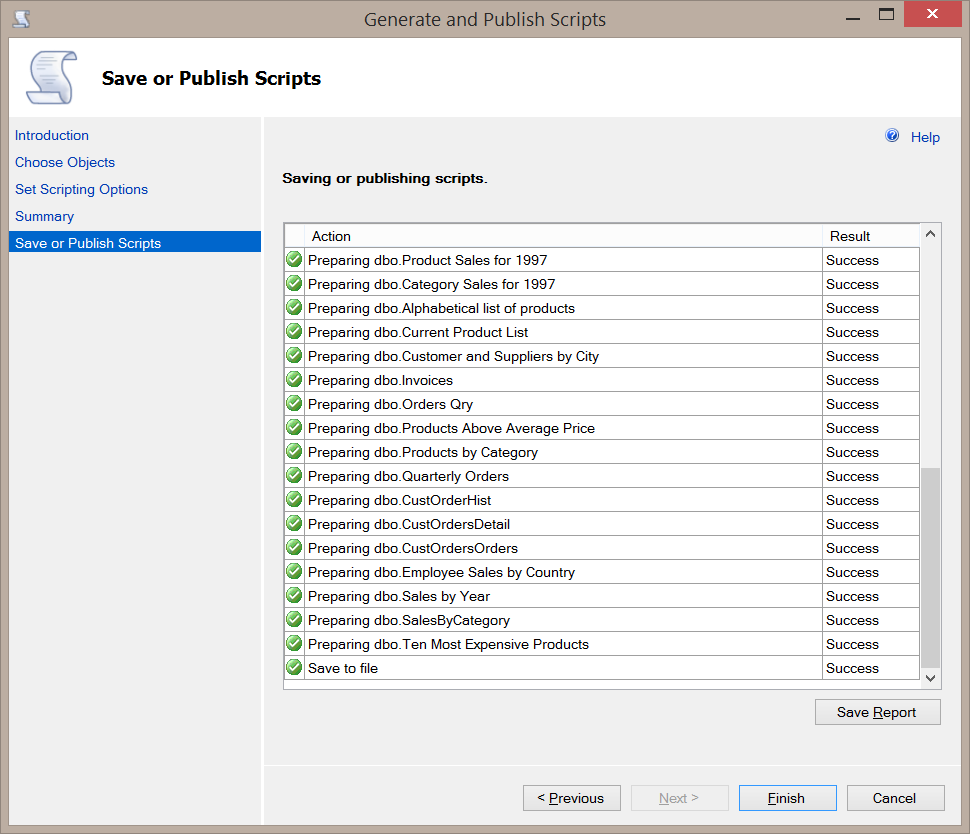 Generate and Publish Scripts
Save or Publish Scripts
Introduction
Choose Objects
Set Scripting Options
Summary
Save or Publish Scripts
Help
Saving or publishing scripts.
Action Result
Preparing dbo.Product Sales for 1997 Success
Preparing dbo.Category Sales for 1997 Success
Preparing dbo.Alphabetical list of products Success
Preparing dbo.Current Product List Success
Preparing dbo.Customer and Suppliers by City Success
Preparing dbo.Invoices Success
Preparing dbo.Orders Qry Success
Preparing dbo.Products Above Average Price Success
Preparing dbo.Products by Category Success
Preparing dbo.Quarterly Orders Success
Preparing dbo.CustOrderHist Success
Preparing dbo.CustOrdersDetail Success
Preparing dbo.CustOrdersOrders Success
Preparing dbo.Employee Sales by Country Success
Preparing dbo.Sales by Year Success
Preparing dbo.SalesByCategory Success
Preparing dbo.Ten Most Expensive Products Success
Save to file Success
Save Report
< Previous Next > Finish Cancel